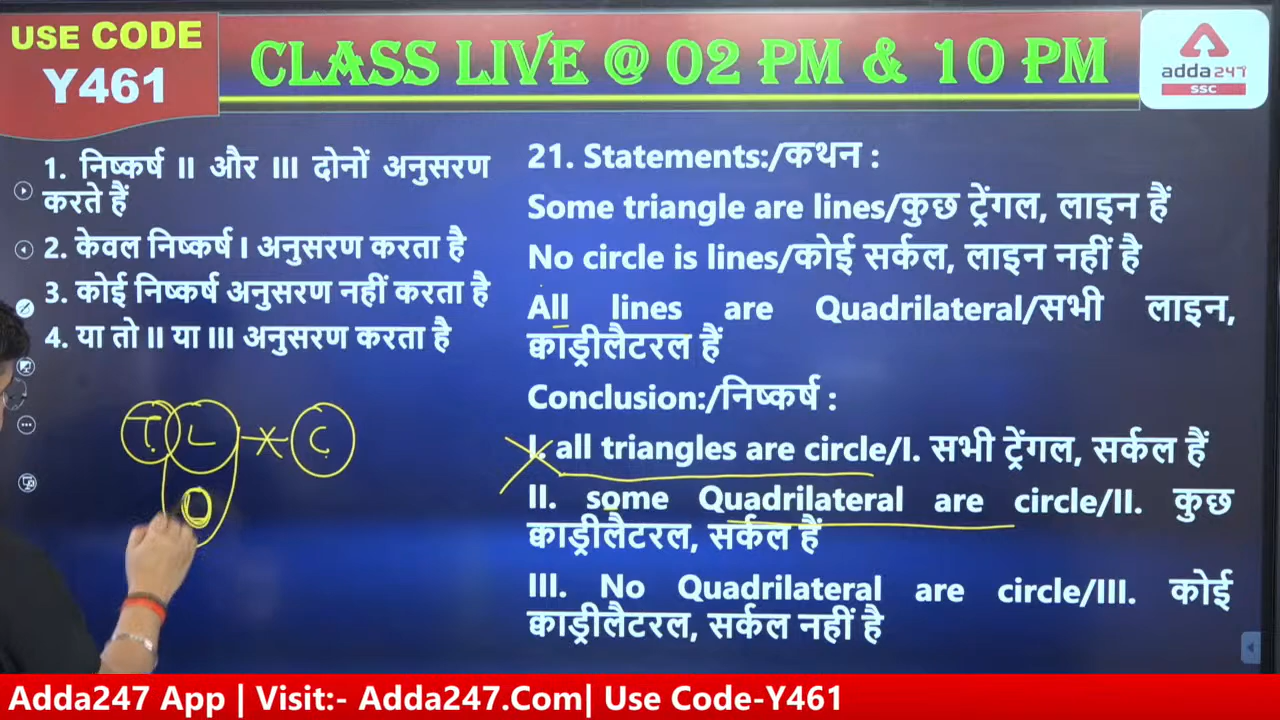 USE CODE
Y461
CLASS LIVE @ 02 PM & 10 PM
adda247
SSC
1. निष्कर्ष II और III दोनों अनुसरण
करते हैं
2. केवल निष्कर्ष I अनुसरण करता है
3. कोई निष्कर्ष अनुसरण नहीं करता है
4. या तो II या III अनुसरण करता है
T L C
Q
21. Statements:/कथन :
Some triangle are lines/कुछ ट्रेंगल, लाइन हैं
No circle is lines/कोई सर्कल, लाइन नहीं है
All lines are Quadrilateral/सभी लाइन,
क्वाड्रीलैटरल हैं
Conclusion:/निष्कर्ष :
I. all triangles are circle/I. सभी ट्रेंगल, सर्कल हैं
II. some Quadrilateral are circle/II. कुछ
क्वाड्रीलैटरल, सर्कल हैं
III. No Quadrilateral are circle/III. कोई
क्वाड्रीलैटरल, सर्कल नहीं है
Adda247 App | Visit:- Adda247.Com| Use Code-Y461